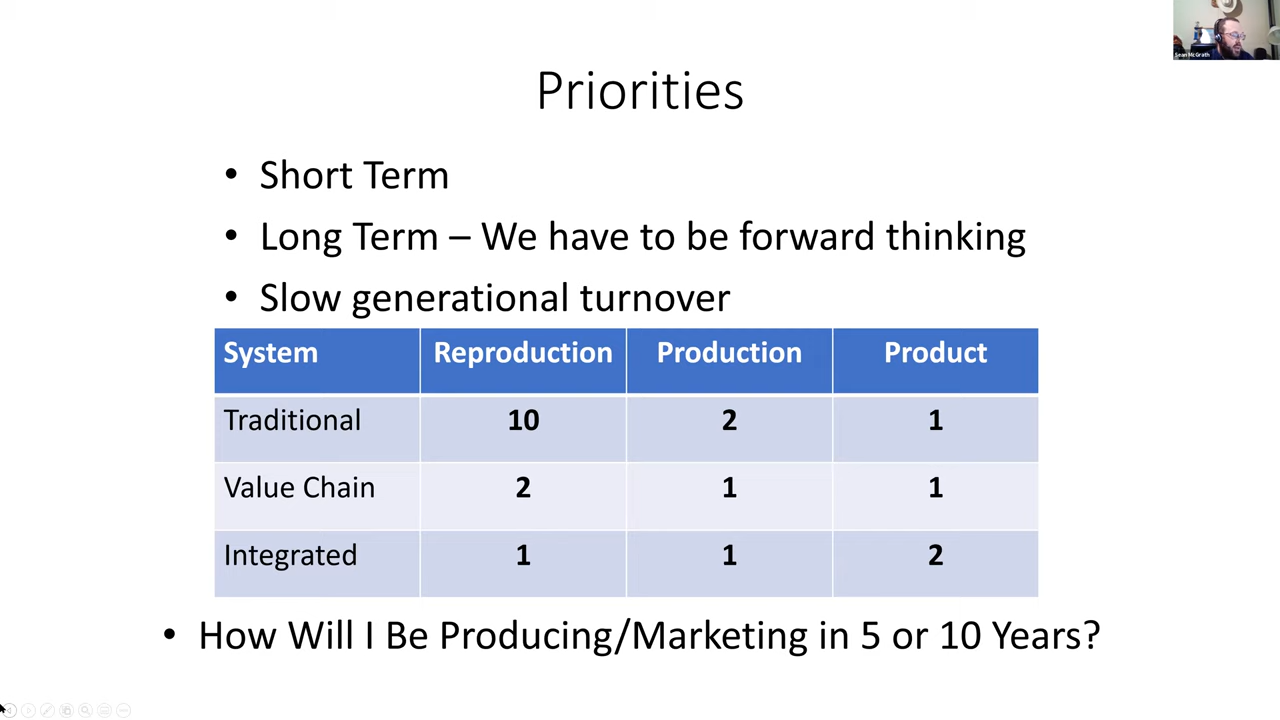 Sean McGrath
Priorities
• Short Term
• Long Term – We have to be forward thinking
• Slow generational turnover
System Reproduction Production Product
Traditional 10 2 1
Value Chain 2 1 1
Integrated 1 1 2
• How Will I Be Producing/Marketing in 5 or 10 Years?